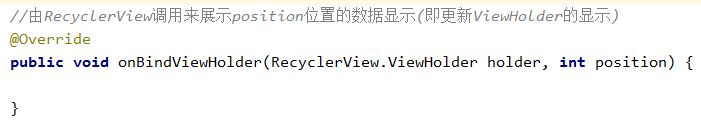 //由RecyclerView调用来展示position位置的数据显示(即更新ViewHolder的显示)
@Override
public void onBindViewHolder(RecyclerView.ViewHolder holder, int position) {
}